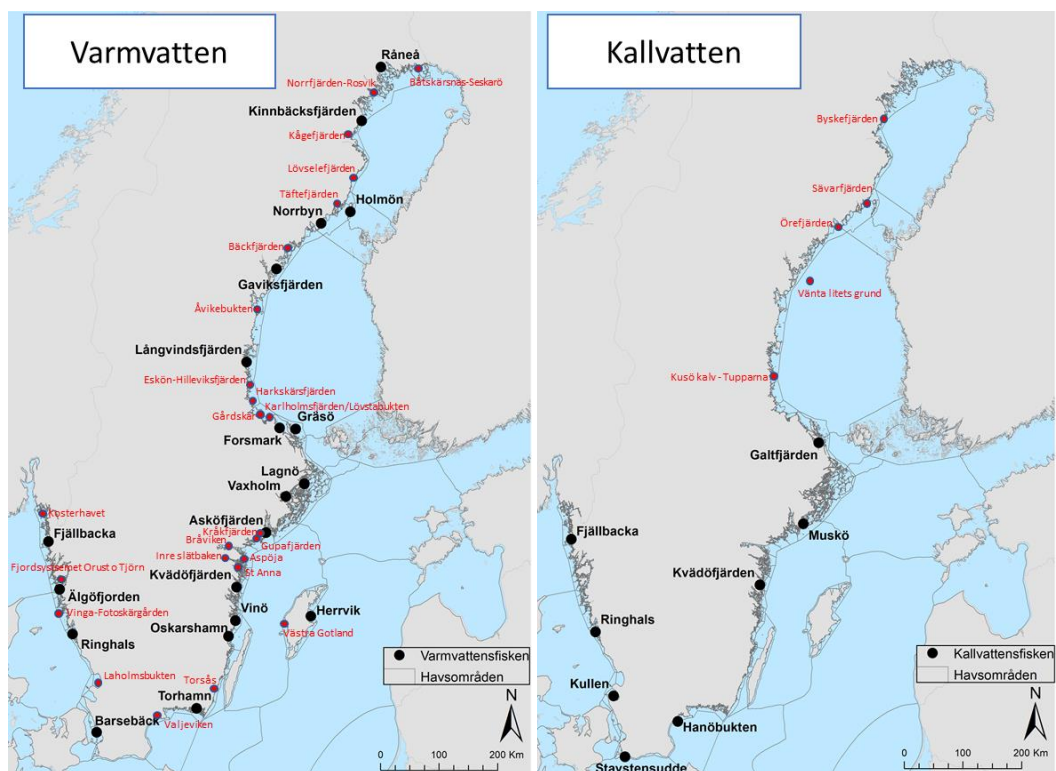 Varmvatten
Råneå
Norrfjärden-Rosvik
Båtskärsnäs-Seskarö
Kinnbäcksfjärden
Kågefjärden
Lövselefjärden
Täftefjärden
Holmön
Norrbyn
Bäckfjärden
Gaviksfjärden
Åvikebukten
Långvindsfjärden
Eskön-Hilleviksfjärden
Harkskärsfjärden
Karlholmsfjärden/Lövstabukten
Gårdskär
Gräsö
Forsmark
Lagnö
Vaxholm
Kosterhavet
Asköfjärden
Kråkfjärden
Fjällbacka
Bråviken
Gupafjärden
Inre slätbaken
Aspöja
Fjordsystemet Orust o Tjörn
St Anna
Kvädöfjärden
Älgöfjorden
Vinga-Fotoskärgården
Vinö
Herrvik
Oskarshamn
Västra Gotland
Ringhals
Varmvattensfisken
Havsområden
Laholmsbukten
Torsås
Torhamn
Barsebäck
Valjeviken
N
0 100 200 Km
Kallvatten
Byskefjärden
Sävarfjärden
Örefjärden
Vänta litets grund
Kusö kalv - Tupparna
Galtfjärden
Muskö
Fjällbacka
Kvädöfjärden
Ringhals
Kallvattensfisken
Havsområden
Kullen
Hanöbukten
Stavstensudde
N
0 100 200 Km